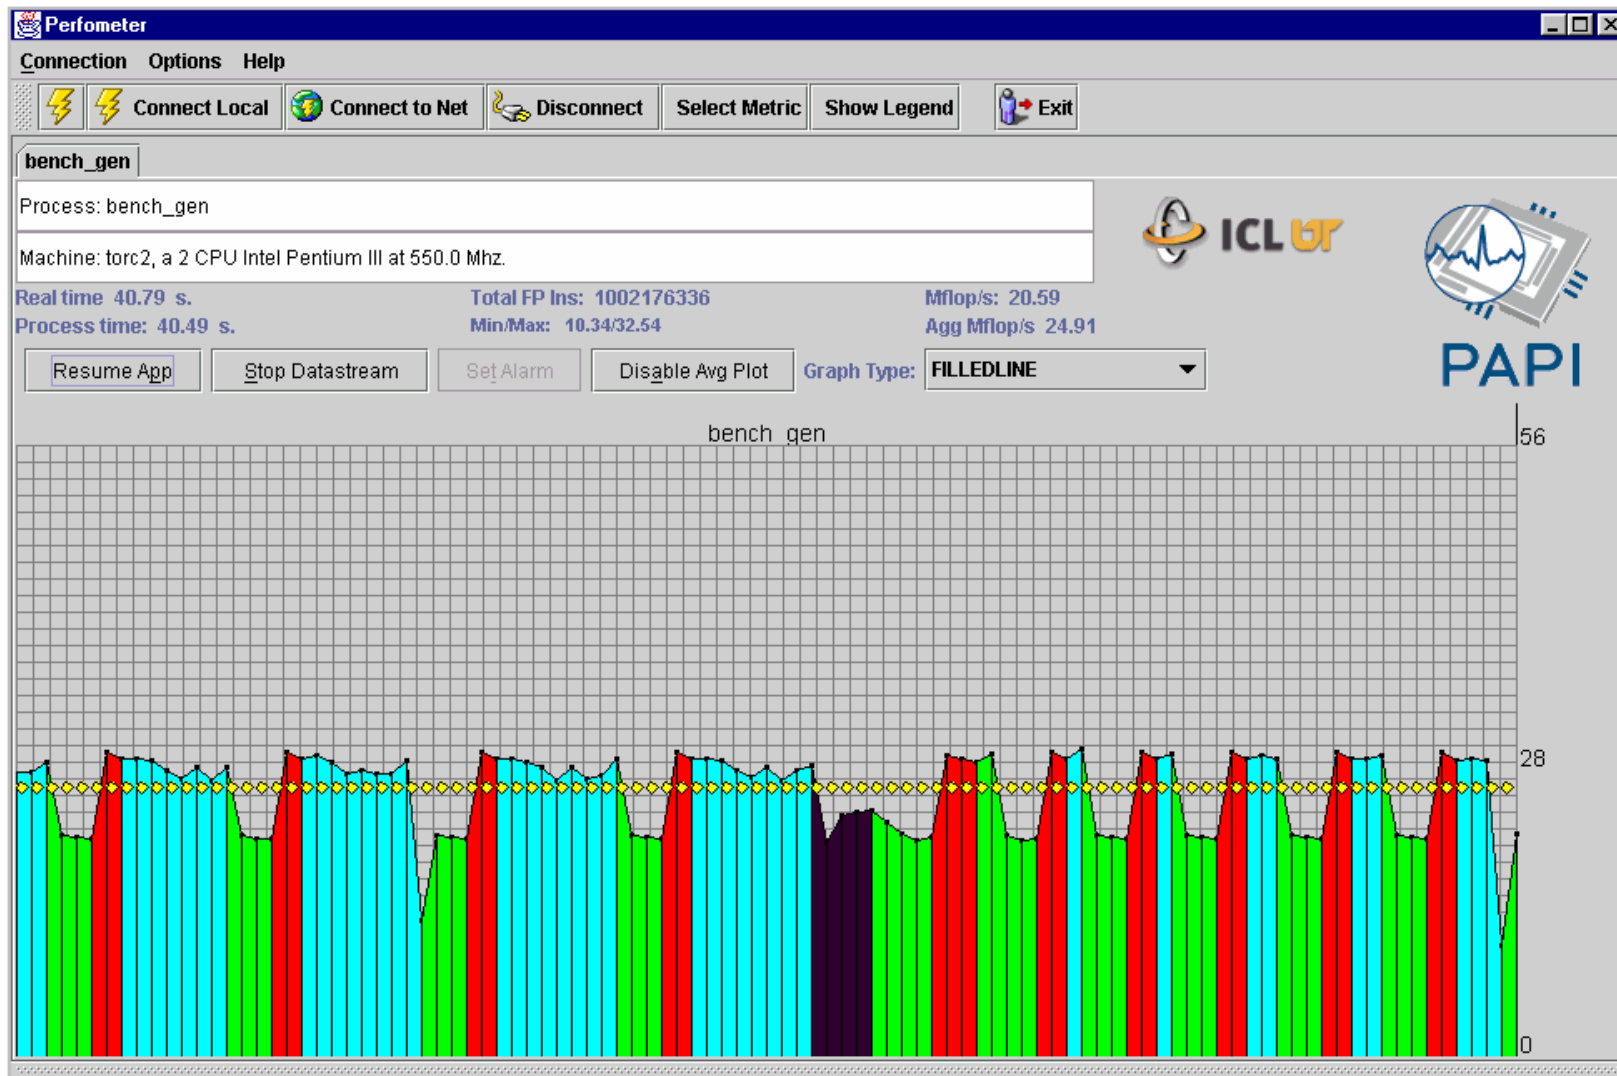 Perfometer
Connection Options Help
Connect Local Connect to Net Disconnect Select Metric Show Legend Exit
bench_gen
Process: bench_gen
Machine: torc2, a 2 CPU Intel Pentium III at 550.0 Mhz.
ICL UT
Real time 40.79 s. Total FP Ins: 1002176336 Mflop/s: 20.59
Process time: 40.49 s. Min/Max: 10.34/32.54 Agg Mflop/s 24.91
PAPI
Resume App Stop Datastream Set Alarm Disable Avg Plot Graph Type: FILLEDLINE
bench_gen
56
28
0